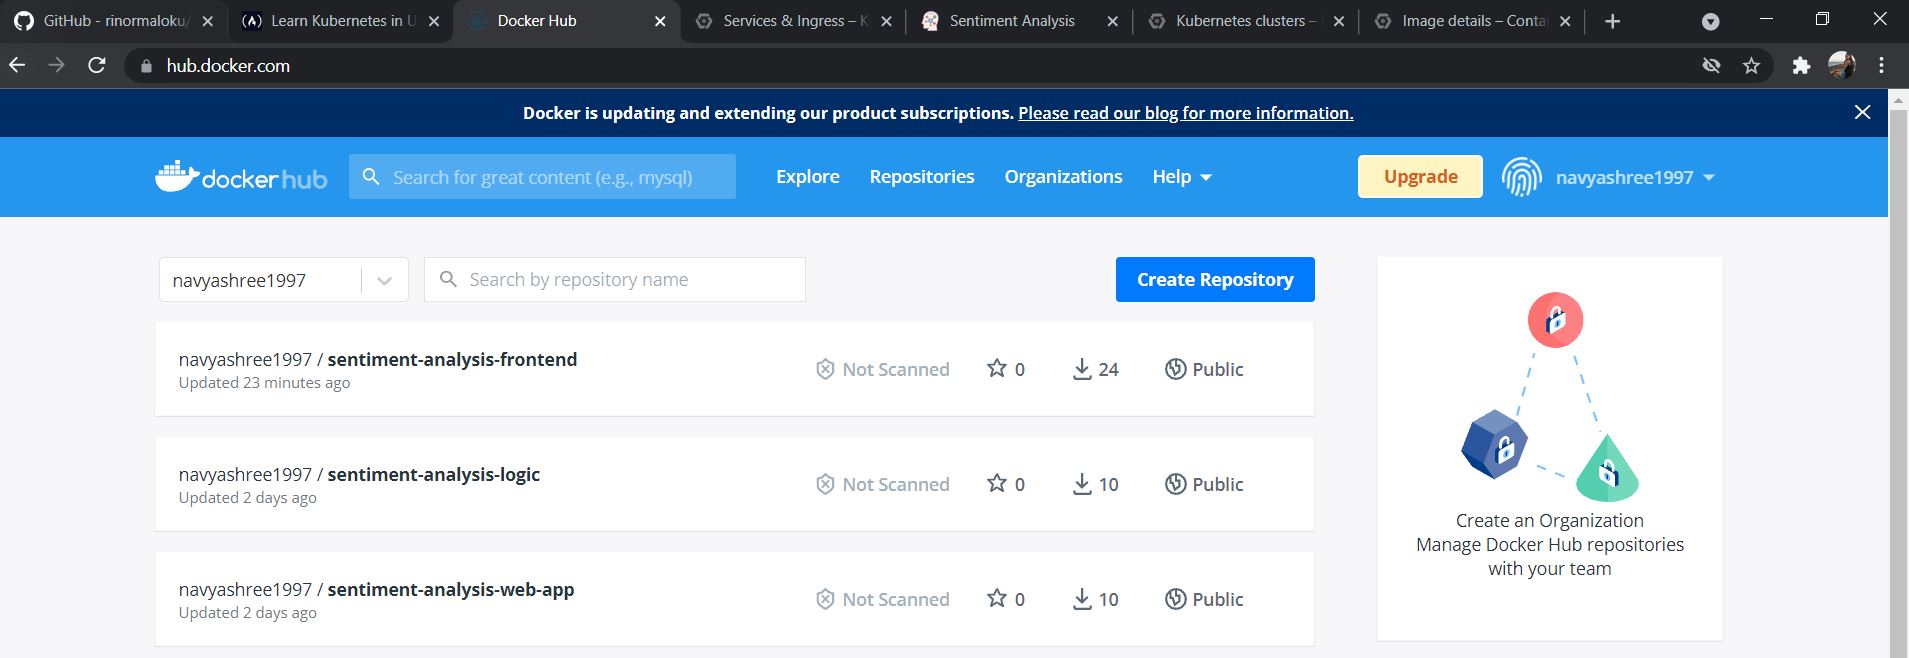 GitHub - rinormaloku/
Learn Kubernetes in U
Docker Hub
Services & Ingress – K
Sentiment Analysis
Kubernetes clusters –
Image details – Contai
hub.docker.com
Docker is updating and extending our product subscriptions. Please read our blog for more information.
docker hub
Search for great content (e.g., mysql)
Explore
Repositories
Organizations
Help
Upgrade
navyashree1997
navyashree1997
Search by repository name
Create Repository
navyashree1997 / sentiment-analysis-frontend
Updated 23 minutes ago
Not Scanned
0
24
Public
navyashree1997 / sentiment-analysis-logic
Updated 2 days ago
Not Scanned
0
10
Public
navyashree1997 / sentiment-analysis-web-app
Updated 2 days ago
Not Scanned
0
10
Public
Create an Organization
Manage Docker Hub repositories
with your team